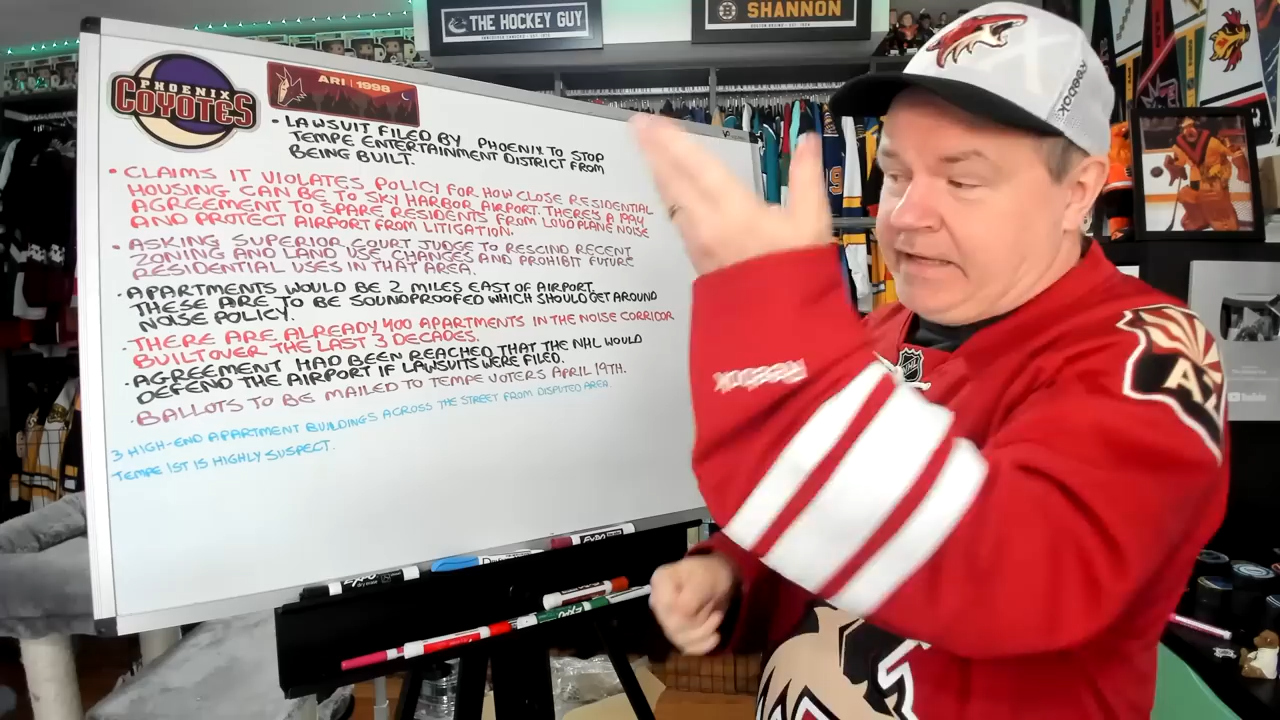 THE HOCKEY GUY
SHANNON
PHOENIX
COYOTES
ARI | 1998
• LAWSUIT FILED BY PHOENIX TO STOP
TEMPE ENTERTAINMENT DISTRICT FROM
BEING BUILT.
• CLAIMS IT VIOLATES POLICY FOR HOW CLOSE RESIDENTIAL
HOUSING CAN BE TO SKY HARBOR AIRPORT. THERE'S A PAY
AGREEMENT TO SPARE RESIDENTS FROM LOUD PLANE NOISE
AND PROTECT AIRPORT FROM LITIGATION.
• ASKING SUPERIOR COURT JUDGE TO RESCIND RECENT
ZONING AND LAND USE CHANGES AND PROHIBIT FUTURE
RESIDENTIAL USES IN THAT AREA.
• APARTMENTS WOULD BE 2 MILES EAST OF AIRPORT.
THESE ARE TO BE SOUNDPROOFED WHICH SHOULD GET AROUND
NOISE POLICY.
• THERE ARE ALREADY 400 APARTMENTS IN THE NOISE CORRIDOR
BUILT OVER THE LAST 3 DECADES.
• AGREEMENT HAD BEEN REACHED THAT THE NHL WOULD
DEFEND THE AIRPORT IF LAWSUITS WERE FILED.
• BALLOTS TO BE MAILED TO TEMPE VOTERS APRIL 19TH.
3 HIGH-END APARTMENT BUILDINGS ACROSS THE STREET FROM DISPUTED AREA.
TEMPE 1ST IS HIGHLY SUSPECT.
Reebok
Reebok
NHL
AZ
YouTube
EXPO
EXPO
EXPO